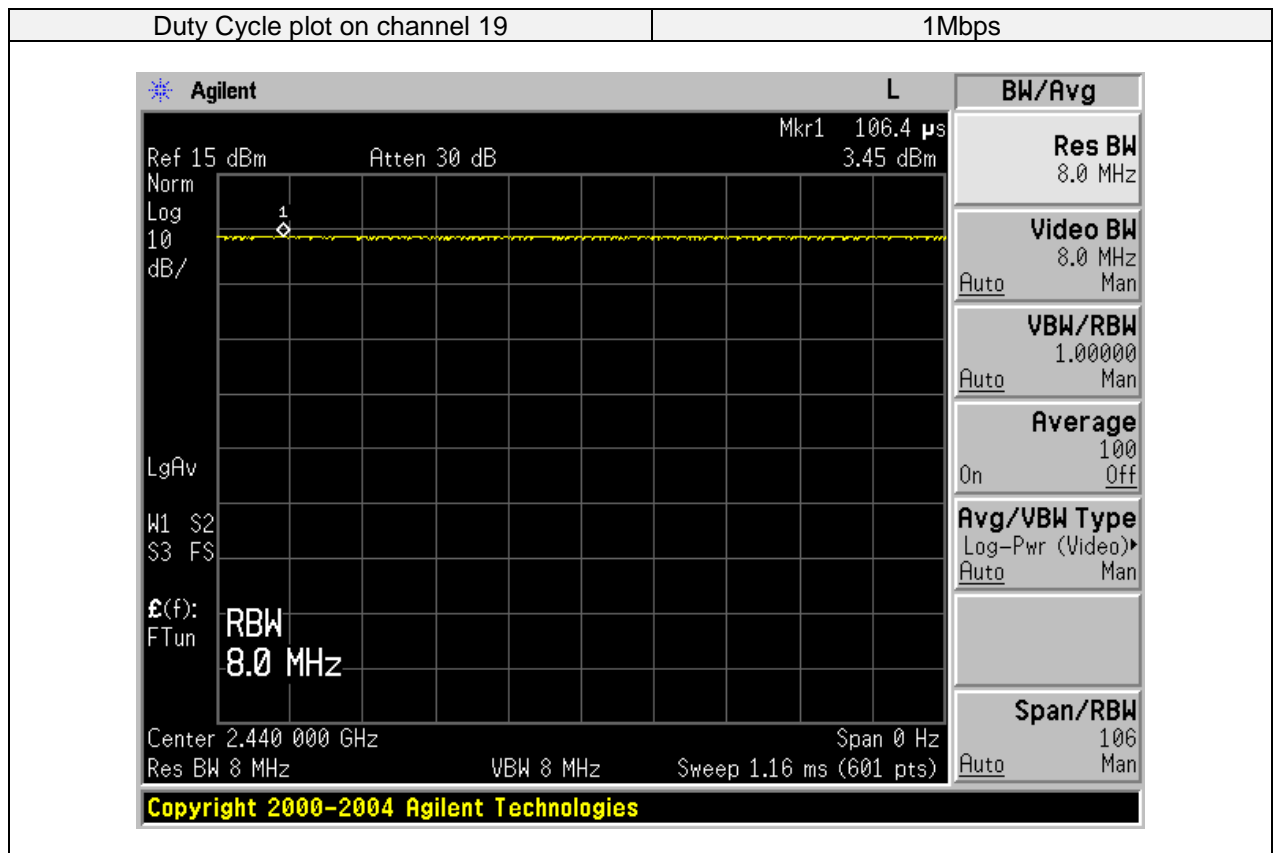 Duty Cycle plot on channel 19 1Mbps
Agilent L BW/Avg
Mkr1 106.4 µs
Ref 15 dBm Atten 30 dB 3.45 dBm
Norm
Log
10
dB/
1
LgAv
W1 S2
S3 FS
£(f):
FTun
RBW
8.0 MHz
Center 2.440 000 GHz Span 0 Hz
Res BW 8 MHz VBW 8 MHz Sweep 1.16 ms (601 pts)
Res BW
8.0 MHz
Video BW
8.0 MHz
Auto Man
VBW/RBW
1.00000
Auto Man
Average
100
On Off
Avg/VBW Type
Log-Pwr (Video)
Auto Man
Span/RBW
106
Auto Man
Copyright 2000-2004 Agilent Technologies